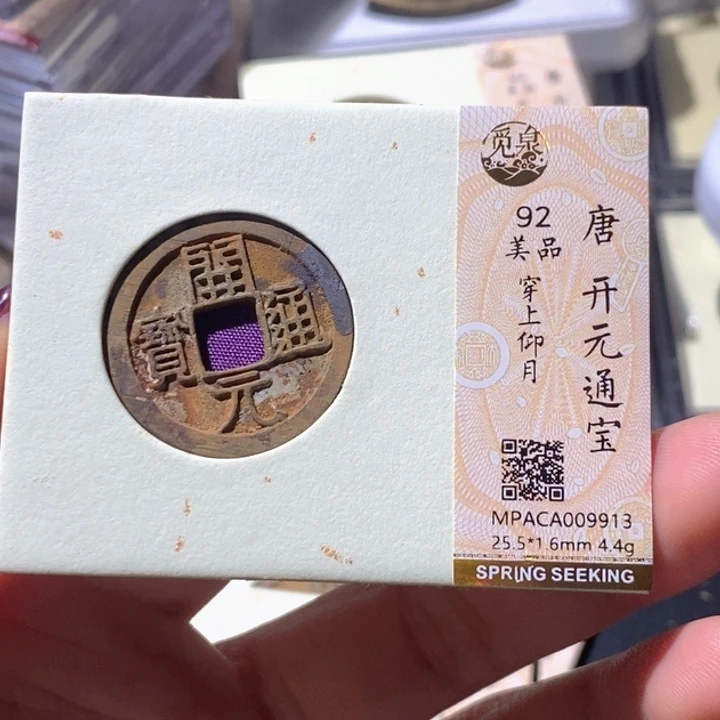 開
通
寶
元
觅泉
92
美品
穿上仰月
唐 开元通宝
MPACA009913
25.5*1.6mm 4.4g
SPRING SEEKING